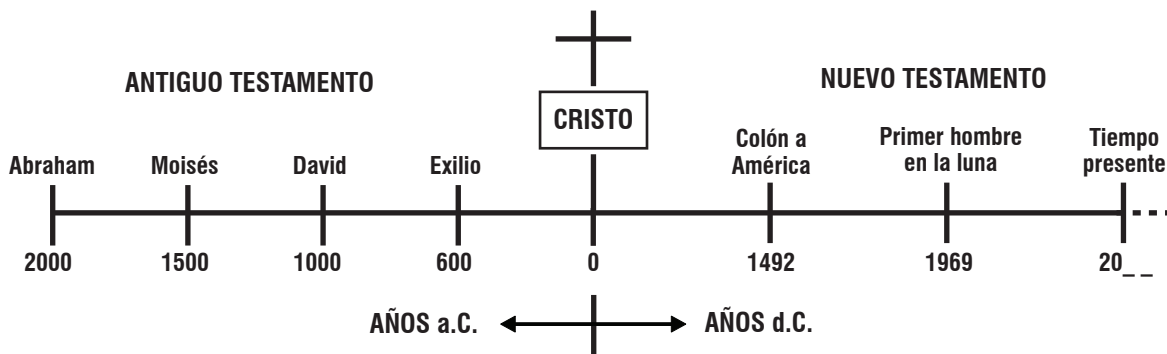 ANTIGUO TESTAMENTO
NUEVO TESTAMENTO
CRISTO
Abraham
Moisés
David
Exilio
Colón a
América
Primer hombre
en la luna
Tiempo
presente
2000
1500
1000
600
0
1492
1969
20_ _
AÑOS a.C.
AÑOS d.C.